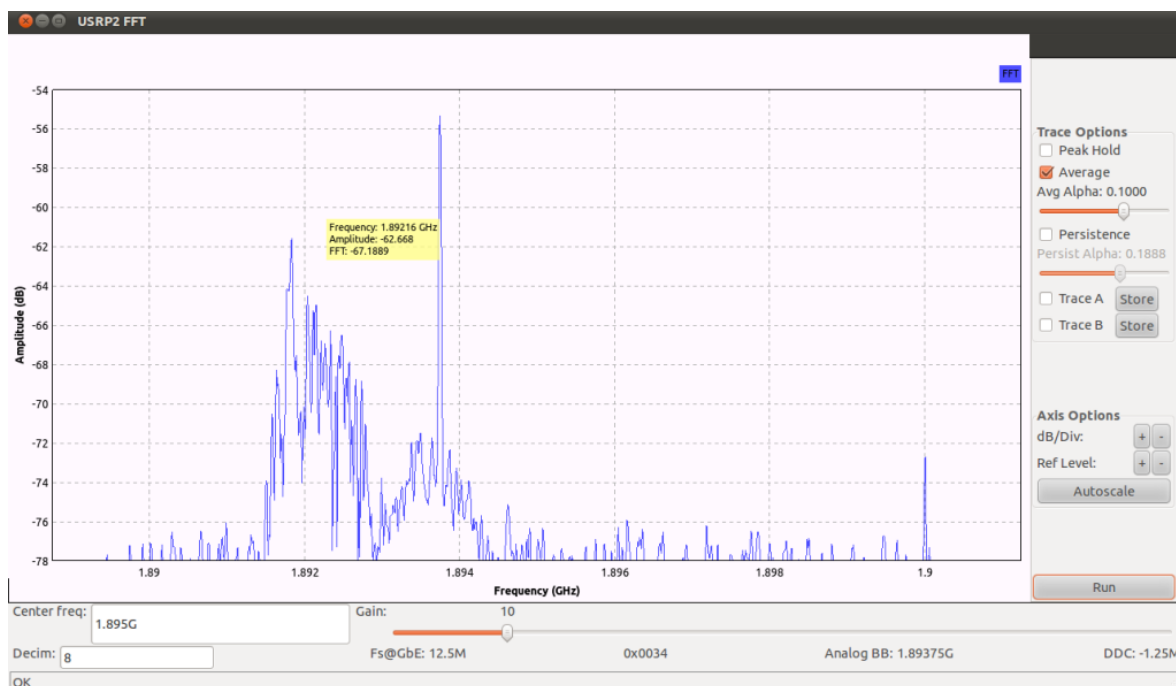 USRP2 FFT
FFT
-54
-56
-58
-60
-62
-64
-66
-68
-70
-72
-74
-76
-78
Amplitude (dB)
Frequency: 1.89216 GHz
Amplitude: -62.668
FFT: -67.1889
1.89
1.892
1.894
1.896
1.898
1.9
Frequency (GHz)
Trace Options
Peak Hold
Average
Avg Alpha: 0.1000
Persistence
Persist Alpha: 0.1888
Trace A Store
Trace B Store
Axis Options
dB/Div: + -
Ref Level: + -
Autoscale
Run
Center freq: 1.895G Gain: 10
Decim: 8 Fs@GbE: 12.5M 0x0034 Analog BB: 1.89375G DDC: -1.25M
OK